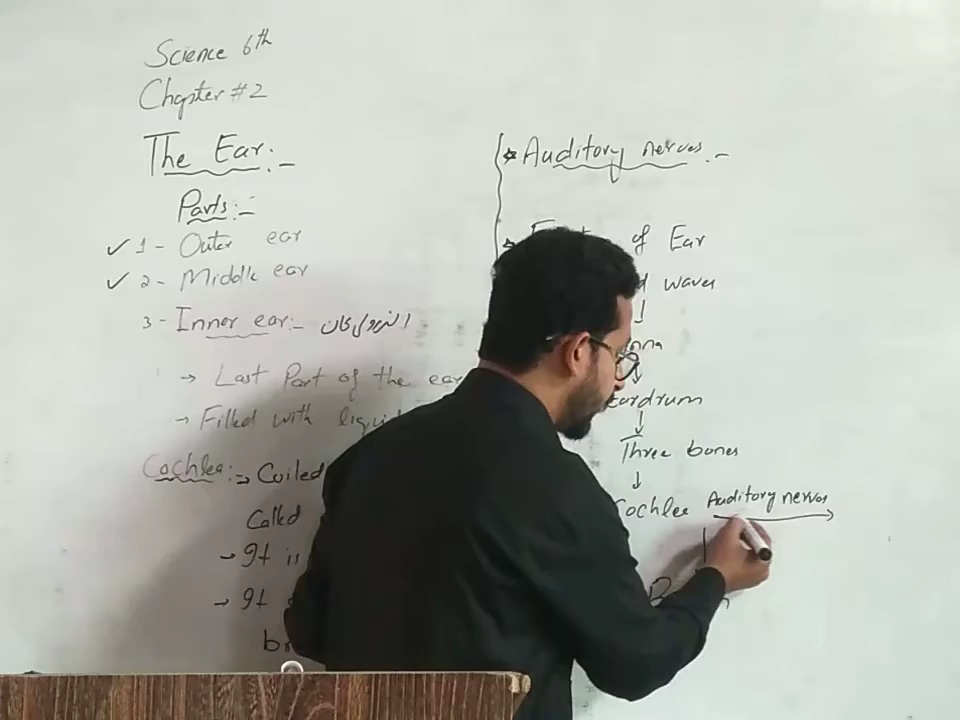 Science 6th
Chapter #2
The Ear:-
Parts:-
✓ 1- Outer ear
✓ 2- Middle ear
3- Inner ear:- اندرونی کان
→ Last Part of the ear
→ Filled with liquid
Cochlea:→ Coiled
Called
→ It is
→ It
* Auditory nerves:-
of Ear
waves
↓
↓
Eardrum
↓
Three bones
↓
Cochlea Auditory nerves →